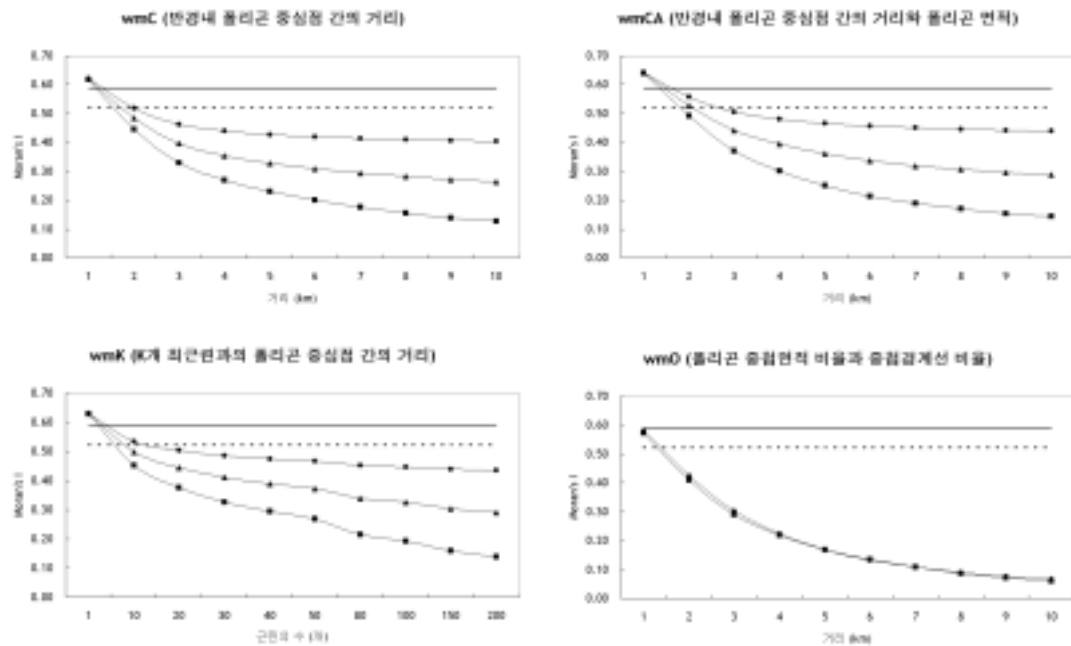 wmC (반경내 폴리곤 중심점 간의 거리)
Moran's I
0.70
0.60
0.50
0.40
0.30
0.20
0.10
0.00
1 2 3 4 5 6 7 8 9 10
거리 (km)
wmCA (반경내 폴리곤 중심점 간의 거리와 폴리곤 면적)
Moran's I
0.70
0.60
0.50
0.40
0.30
0.20
0.10
0.00
1 2 3 4 5 6 7 8 9 10
거리 (km)
wmK (K개 최근린과의 폴리곤 중심점 간의 거리)
Moran's I
0.70
0.60
0.50
0.40
0.30
0.20
0.10
0.00
1 10 20 30 40 50 80 100 150 200
근린의 수 (개)
wmO (폴리곤 중첩면적 비율과 중첩경계선 비율)
Moran's I
0.70
0.60
0.50
0.40
0.30
0.20
0.10
0.00
1 2 3 4 5 6 7 8 9 10
거리 (km)